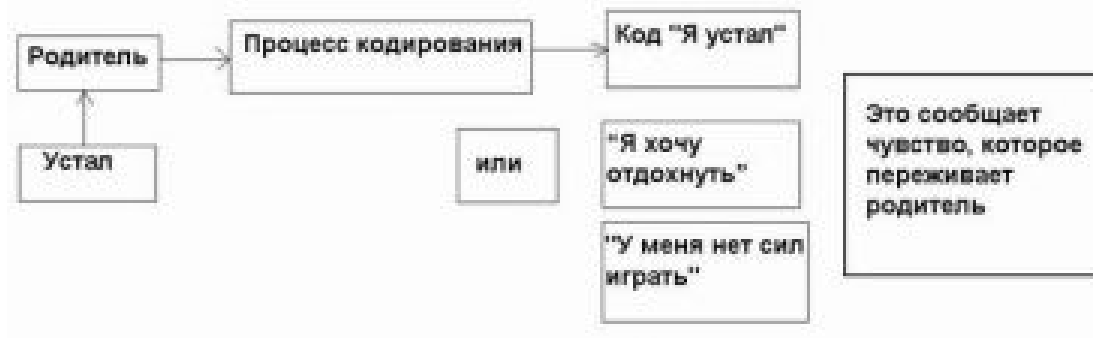 Родитель
Процесс кодирования
Код "Я устал"
Устал
или
"Я хочу
отдохнуть"
"У меня нет сил
играть"
Это сообщает
чувство, которое
переживает
родитель